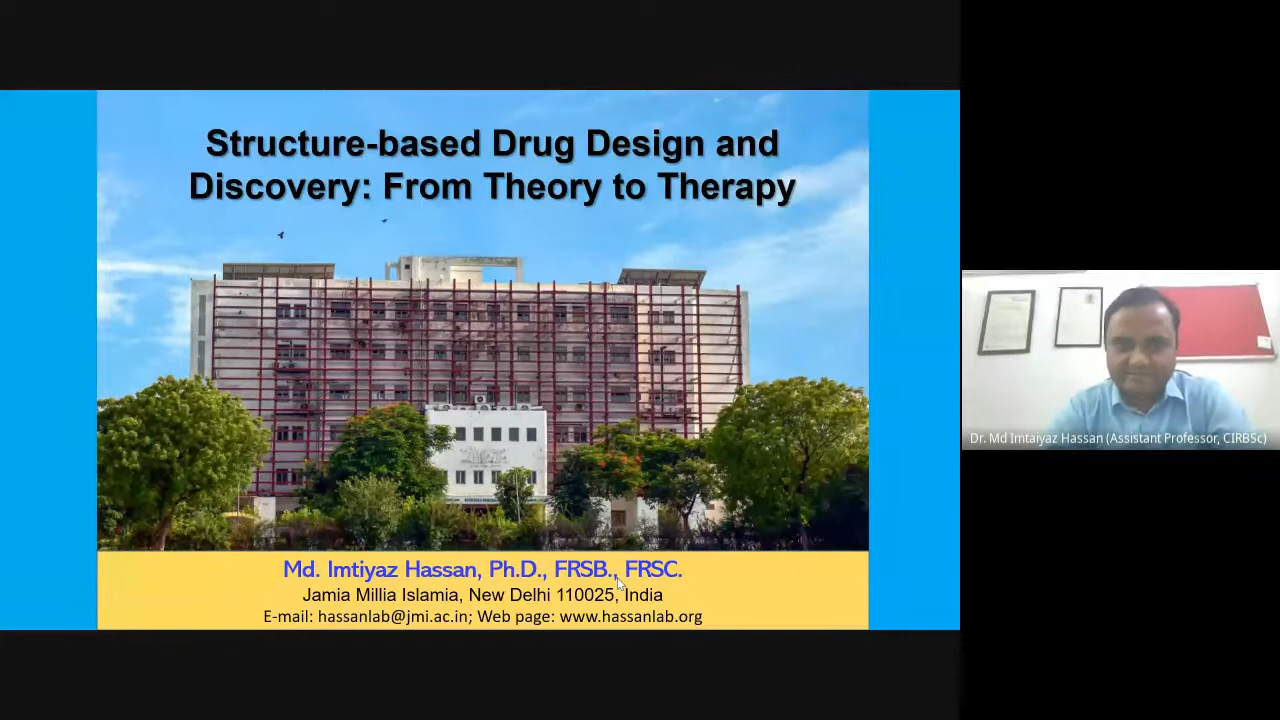 Structure-based Drug Design and
Discovery: From Theory to Therapy
Md. Imtiyaz Hassan, Ph.D., FRSB., FRSC.
Jamia Millia Islamia, New Delhi 110025, India
E-mail: hassanlab@jmi.ac.in; Web page: www.hassanlab.org
Dr. Md Imtaiyaz Hassan (Assistant Professor, CIRBSc)